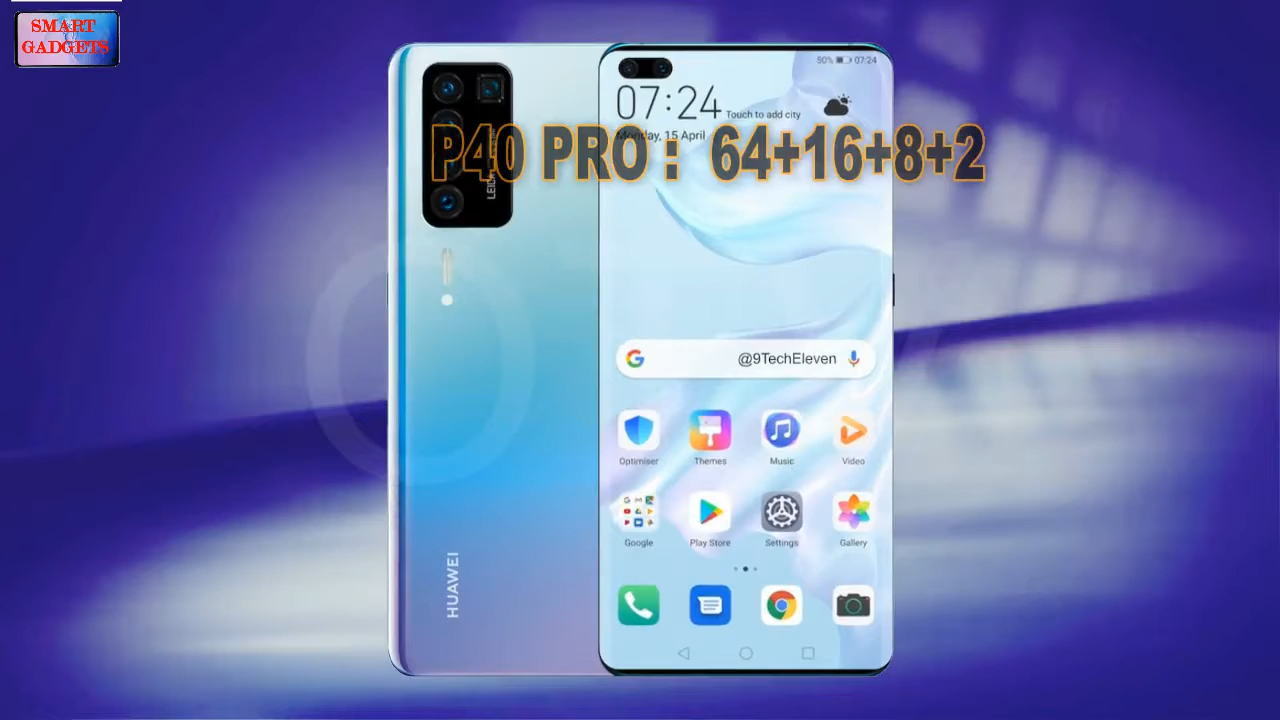 SMART
GADGETS
50% 07:24
07:24
Touch to add city
Monday, 15 April
P40 PRO : 64+16+8+2
@9TechEleven
Optimiser Themes Music Video
Google Play Store Settings Gallery
HUAWEI